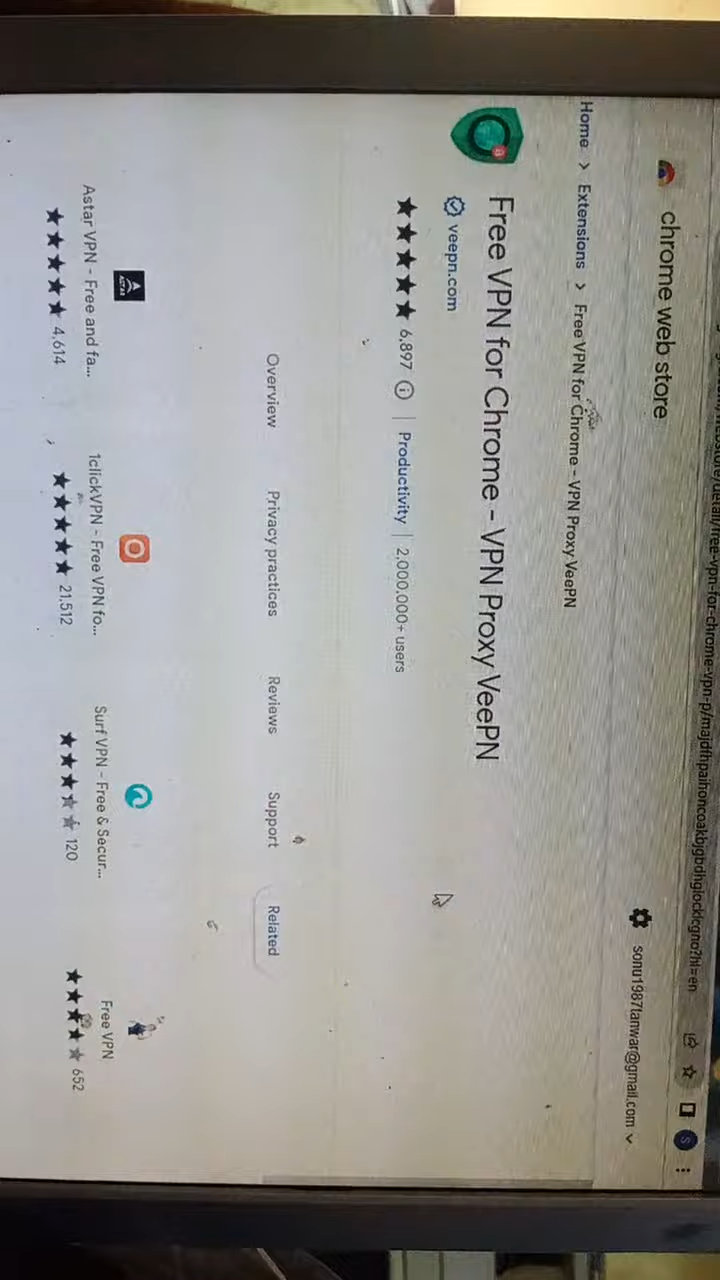 chrome web store
sonu1987tanwar@gmail.com
Home > Extensions > Free VPN for Chrome - VPN Proxy VeePN
Free VPN for Chrome - VPN Proxy VeePN
veepn.com
6,897 | Productivity | 2,000,000+ users
Overview Privacy practices Reviews Support Related
ASTAR
Astar VPN - Free and fa...
4,614
1clickVPN - Free VPN fo...
21,512
Surf VPN - Free & Secur...
120
Free VPN
652
S